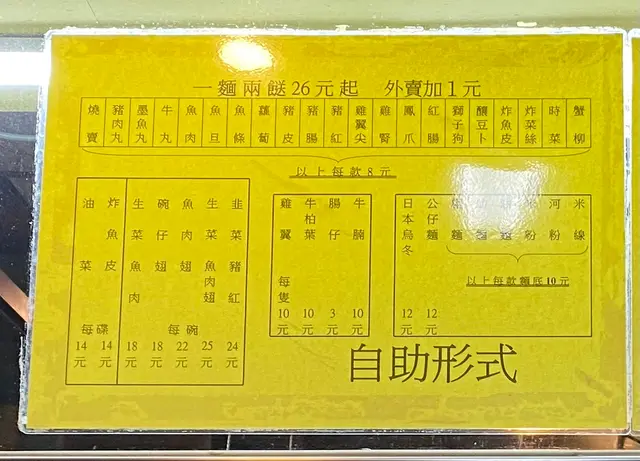 一麵兩餸26元起 外賣加1元
燒賣
豬肉丸
墨魚丸
牛丸
魚肉
魚旦
魚條
蘿蔔
豬皮
豬腸
豬紅
雞翼尖
雞腎
鳳爪
紅腸
獅子狗
釀豆卜
炸魚皮
炸菜絲
時菜
蟹柳
以上每款8元
油菜
炸魚皮
每碟
14元
14元
生菜魚肉
碗仔翅
魚肉翅
生菜魚肉翅
韭菜豬紅
每碗
18元
18元
22元
25元
24元
雞翼 每隻 10元
牛柏葉 10元
腸仔 3元
牛腩 10元
日本烏冬 12元
公仔麵 12元
麵
麵
麵
米粉
河粉
米線
以上每款麵底10元
自助形式